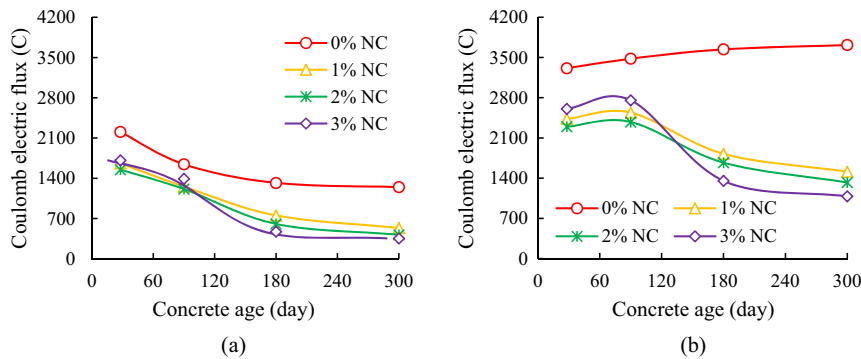 Coulomb electric flux (C)
4200
3500
2800
2100
1400
700
0
0% NC
1% NC
2% NC
3% NC
0 60 120 180 240 300
Concrete age (day)
(a)
Coulomb electric flux (C)
4200
3500
2800
2100
1400
700
0
0% NC 1% NC
2% NC 3% NC
0 60 120 180 240 300
Concrete age (day)
(b)